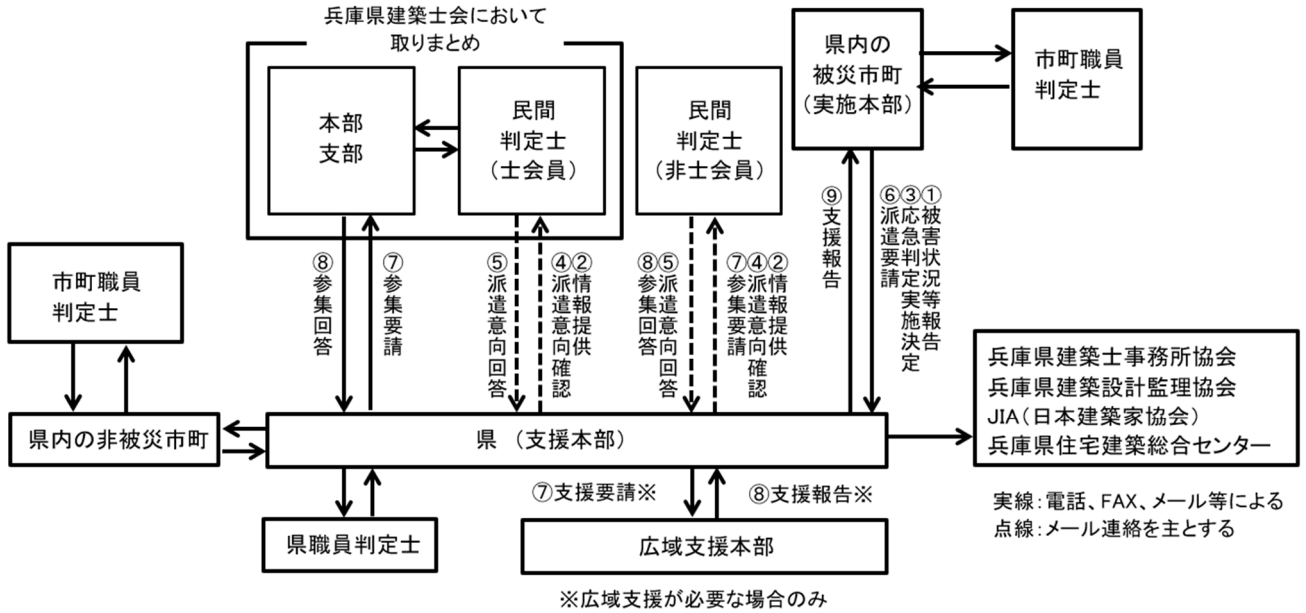 兵庫県建築士会において
取りまとめ
本部
支部
民間
判定士
（士会員）
民間
判定士
（非士会員）
県内の
被災市町
（実施本部）
市町職員
判定士
⑧参集回答
⑦参集要請
⑤派遣意向回答
②情報提供
④派遣意向確認
⑤派遣意向回答
⑧参集回答
②情報提供
④派遣意向確認
⑦参集要請
⑨支援報告
①被害状況等報告
③応急判定実施決定
⑥派遣要請
市町職員
判定士
県内の非被災市町
県 （支援本部）
兵庫県建築士事務所協会
兵庫県建築設計監理協会
JIA（日本建築家協会）
兵庫県住宅建築総合センター
⑦支援要請※
⑧支援報告※
県職員判定士
広域支援本部
実線：電話、FAX、メール等による
点線：メール連絡を主とする
※広域支援が必要な場合のみ